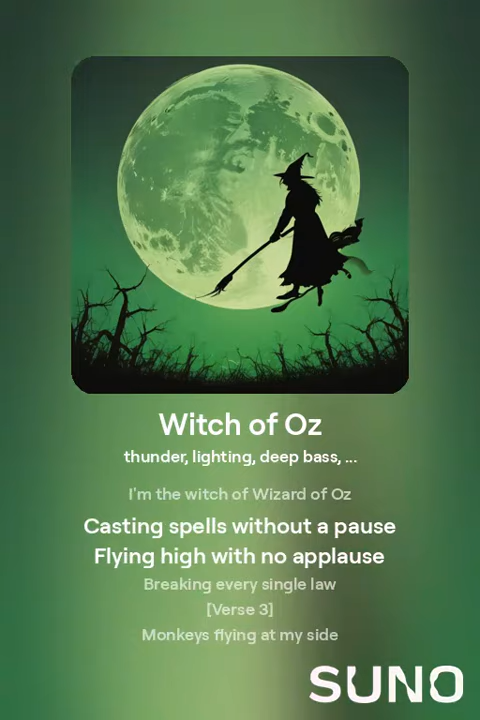 Witch of Oz
thunder, lighting, deep bass, ...
I'm the witch of Wizard of Oz
Casting spells without a pause
Flying high with no applause
Breaking every single law
[Verse 3]
Monkeys flying at my side
SUNO